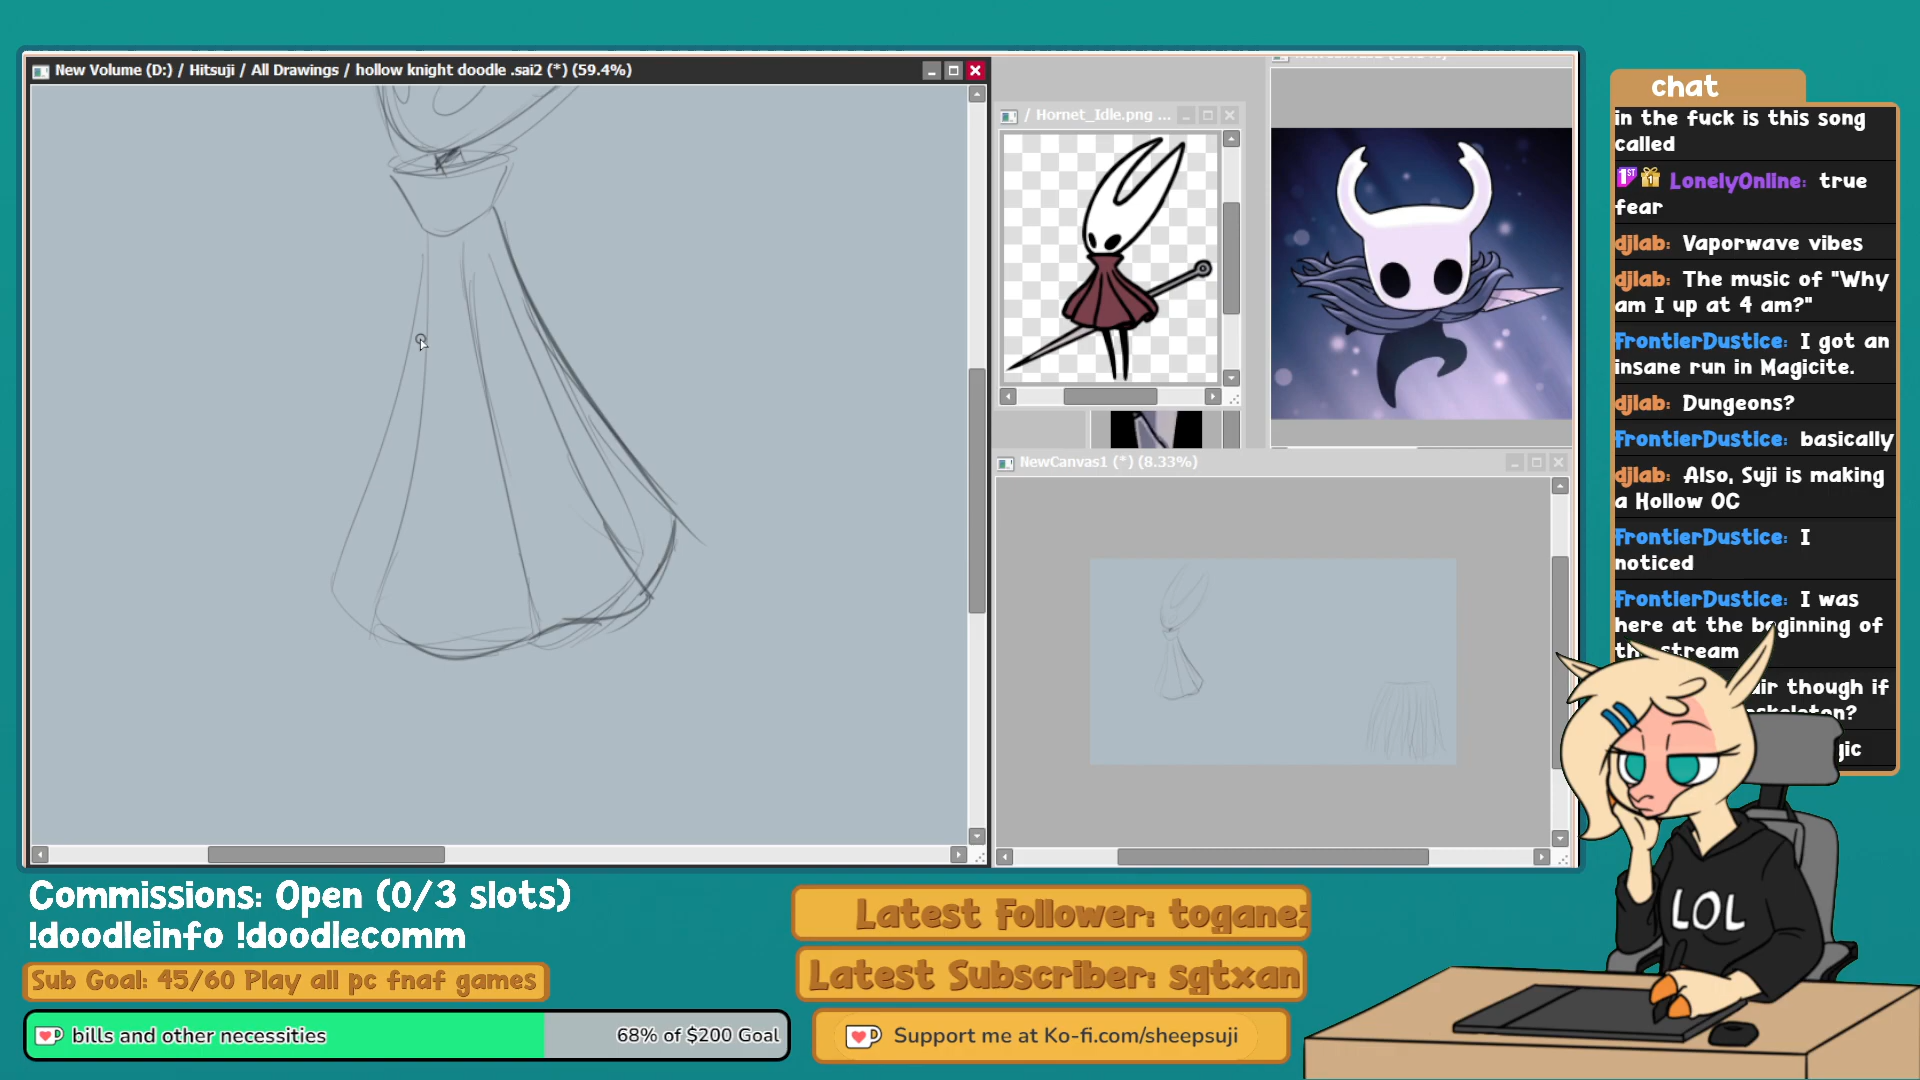 New Volume (D:) / Hitsuji / All Drawings / hollow knight doodle .sai2 (*) (59.4%)
/ Hornet_Idle.png ...
NewCanvas1 (*) (8.33%)
chat
in the fuck is this song
called
1ST 1 LonelyOnline: true
fear
djlab: Vaporwave vibes
djlab: The music of "Why
am I up at 4 am?"
FrontierDustice: I got an
insane run in Magicite.
djlab: Dungeons?
FrontierDustice: basically
djlab: Also, Suji is making
a Hollow OC
FrontierDustice: I
noticed
FrontierDustice: I was
here at the beginning of
stream
though if
LOL
Commissions: Open (0/3 slots)
!doodleinfo !doodlecomm
Sub Goal: 45/60 Play all pc fnaf games
bills and other necessities 68% of $200 Goal
Latest Follower:
Latest Subscriber: sgtxan
Support me at Ko-fi.com/sheepsuji